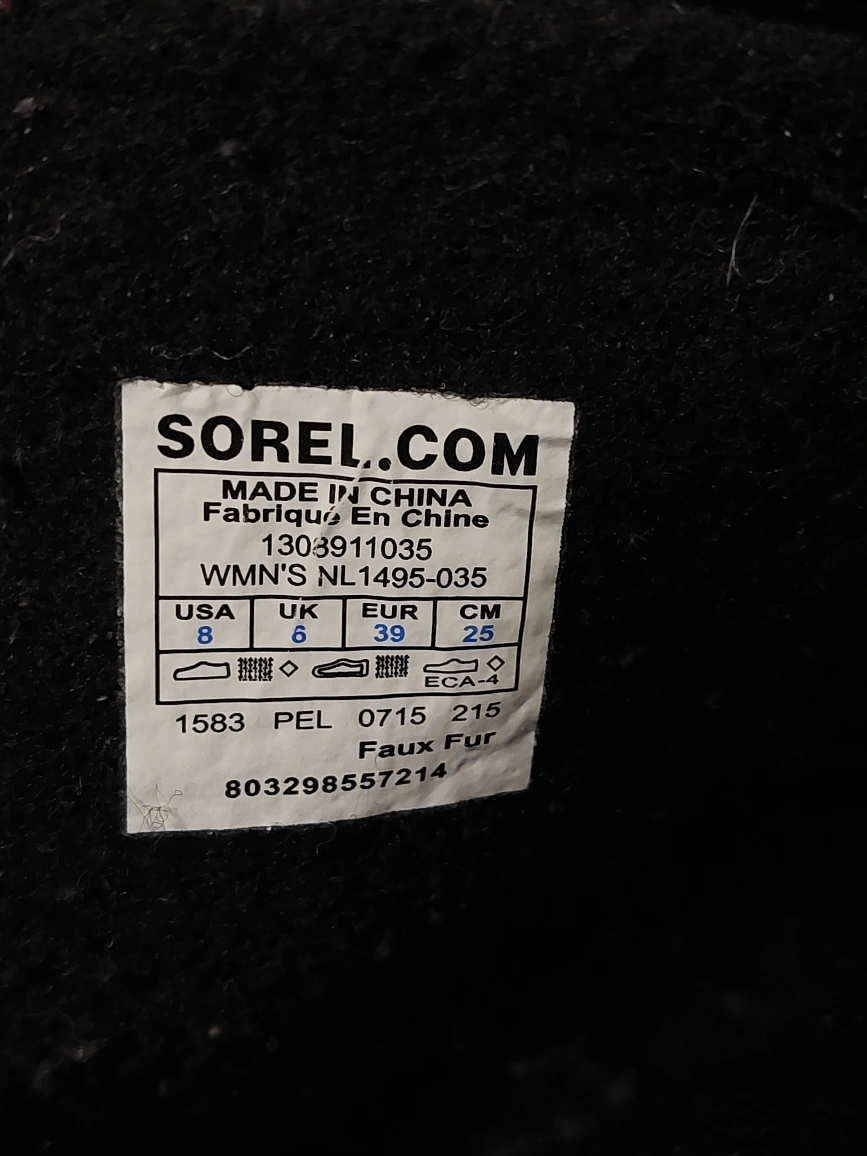 SOREL.COM
MADE IN CHINA
Fabriqué En Chine
1308911035
WMN'S NL1495-035
USA UK EUR CM
8 6 39 25
ECA-4
1583 PEL 0715 215
Faux Fur
803298557214